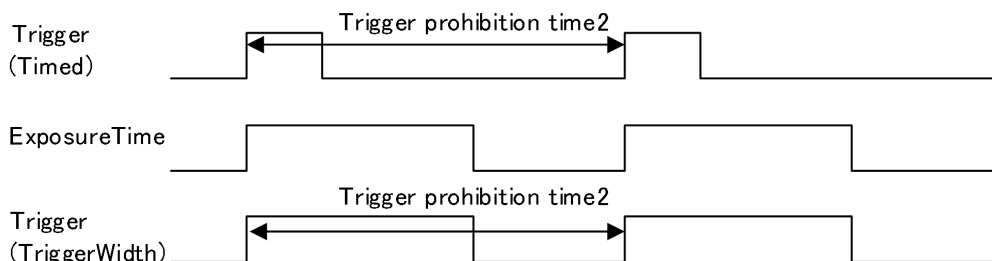 Trigger prohibition time2
Trigger
(Timed)
ExposureTime
Trigger prohibition time2
Trigger
(TriggerWidth)